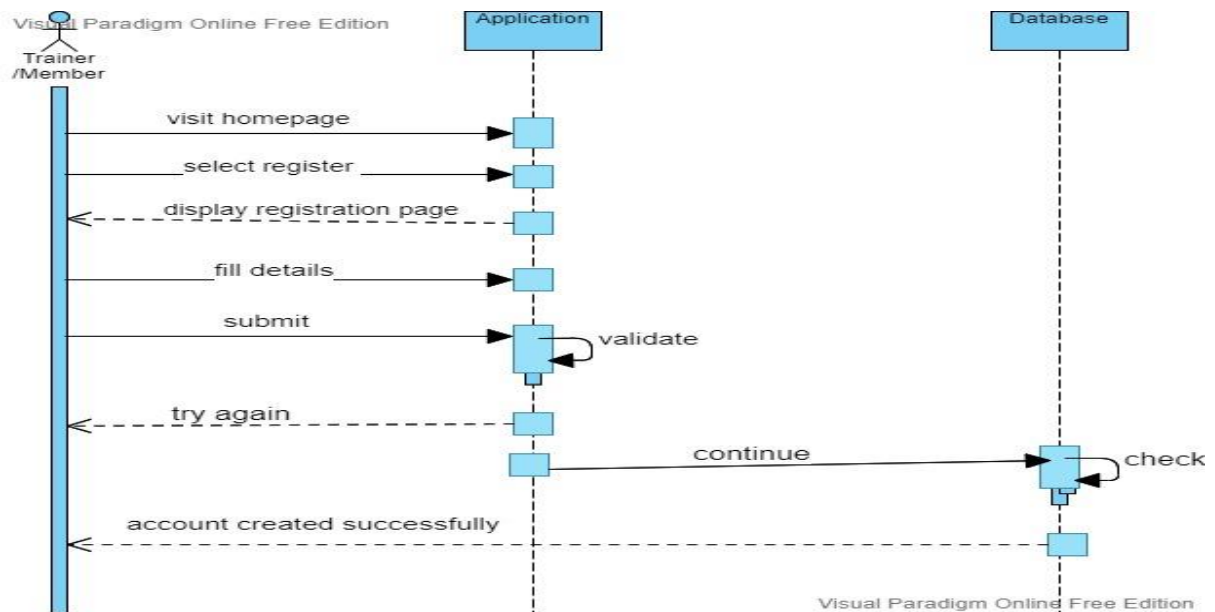 Visual Paradigm Online Free Edition
Application
Database
Trainer
/Member
visit homepage
select register
display registration page
fill details
submit
validate
try again
continue
check
account created successfully
Visual Paradigm Online Free Edition